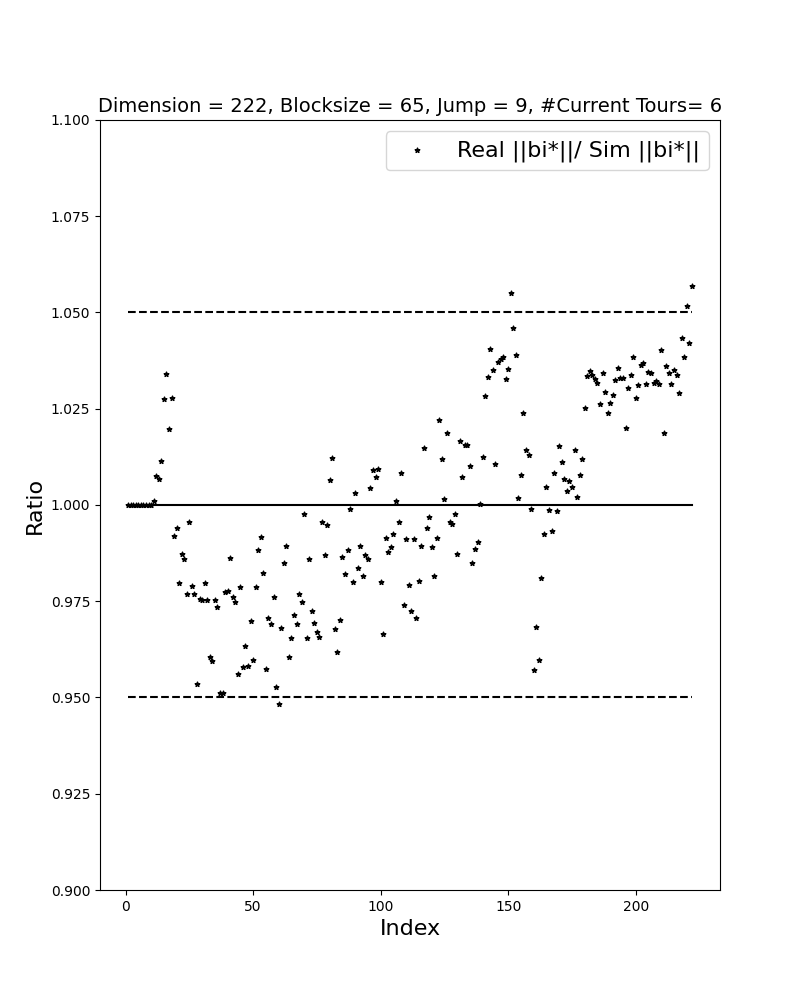 Dimension = 222, Blocksize = 65, Jump = 9, #Current Tours= 6
Real ||bi*||/ Sim ||bi*||
1.100
1.075
1.050
1.025
1.000
0.975
0.950
0.925
0.900
Ratio
0 50 100 150 200
Index